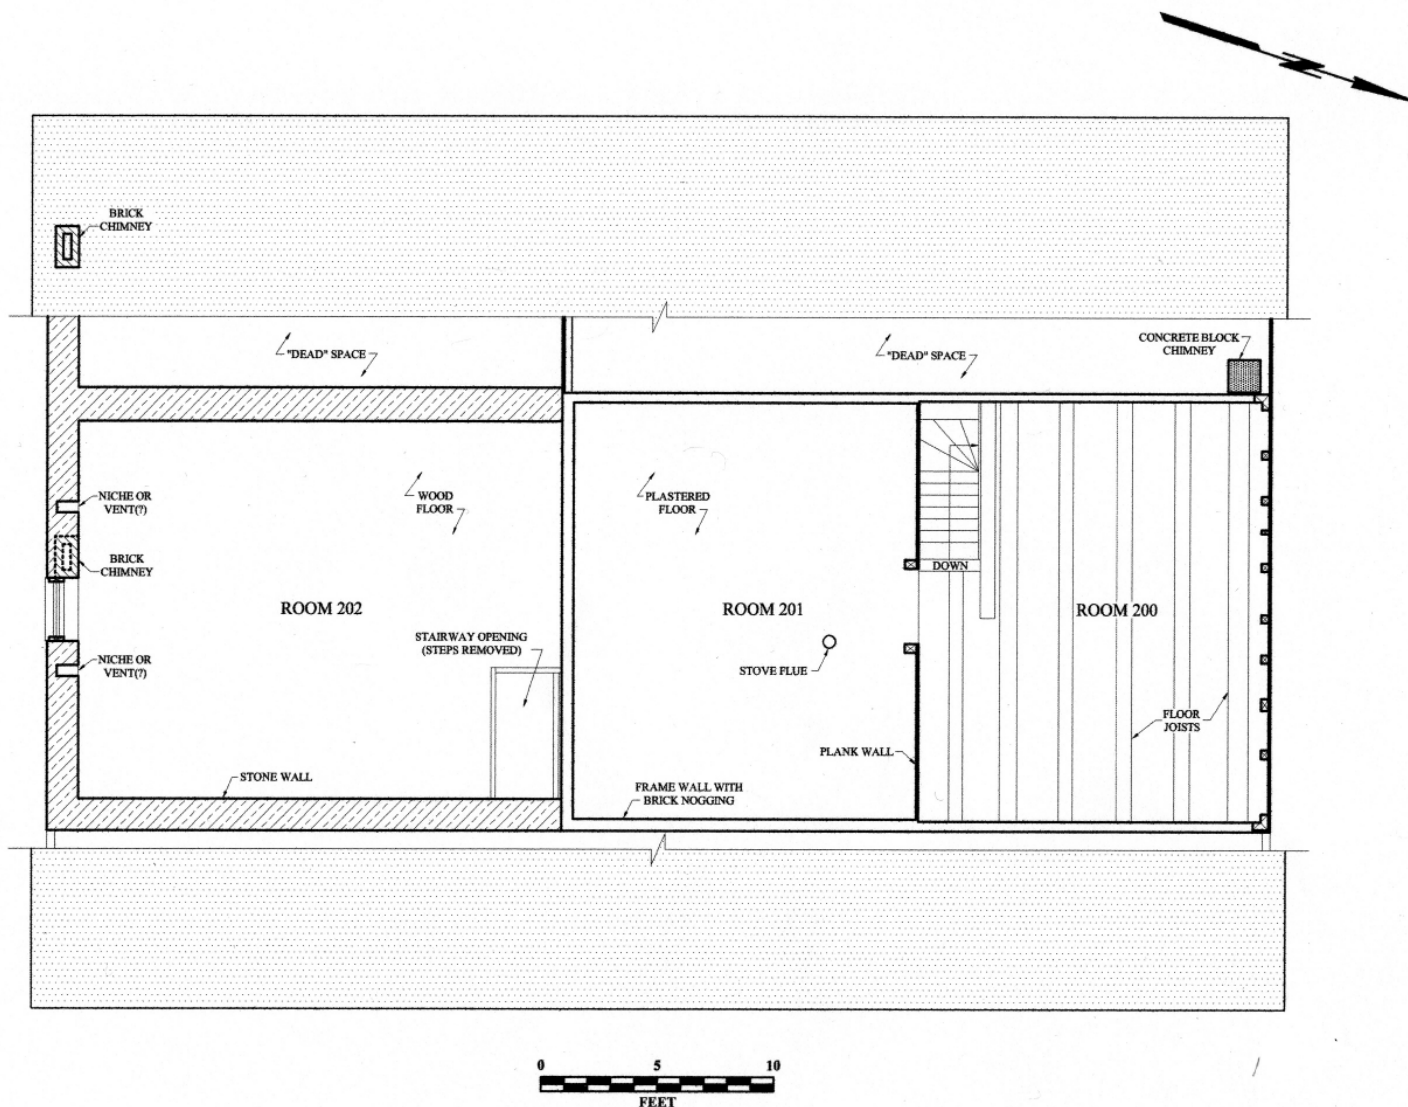 N
BRICK
CHIMNEY
"DEAD" SPACE
"DEAD" SPACE
CONCRETE BLOCK
CHIMNEY
NICHE OR
VENT(?)
WOOD
FLOOR
PLASTERED
FLOOR
BRICK
CHIMNEY
DOWN
ROOM 202
ROOM 201
ROOM 200
STAIRWAY OPENING
(STEPS REMOVED)
NICHE OR
VENT(?)
STOVE FLUE
FLOOR
JOISTS
PLANK WALL
STONE WALL
FRAME WALL WITH
BRICK NOGGING
0 5 10
FEET